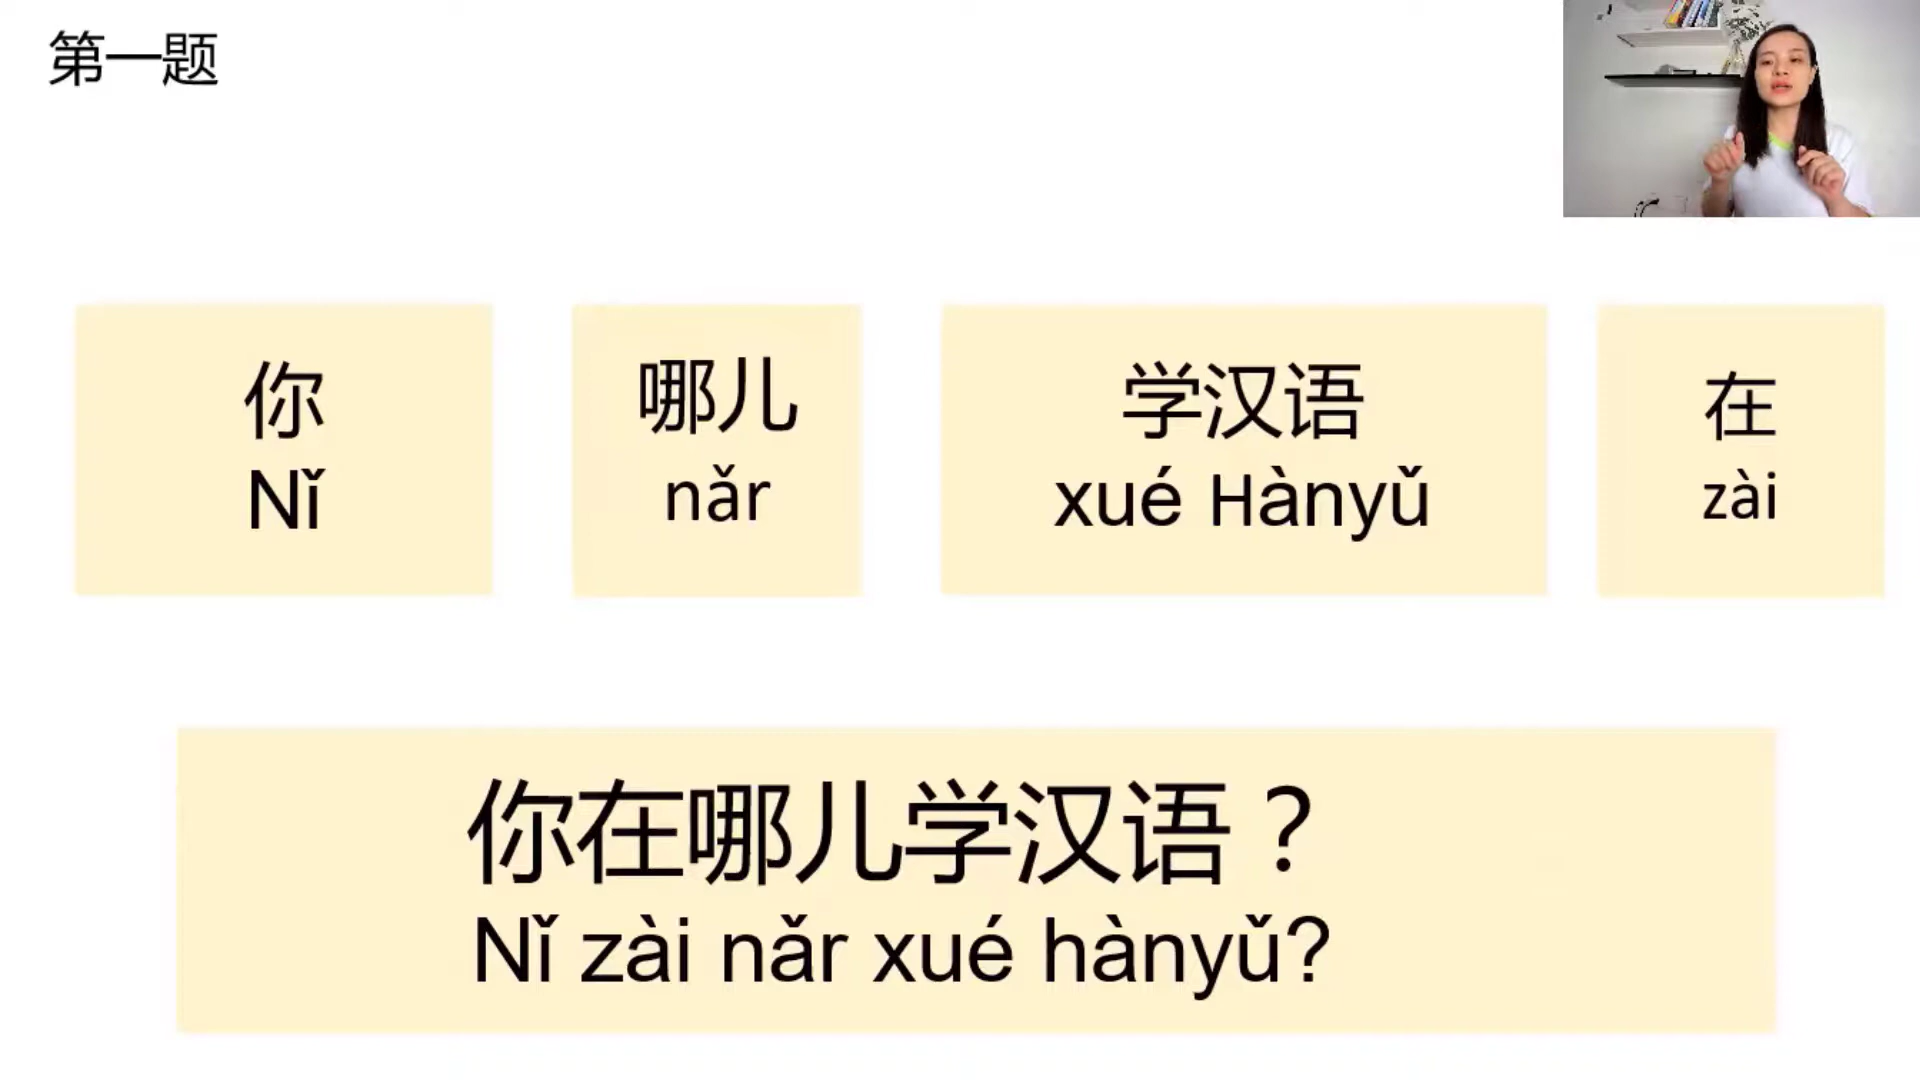 第一题
你
Nǐ
哪儿
nǎr
学汉语
xué Hànyǔ
在
zài
你在哪儿学汉语？
Nǐ zài nǎr xué hànyǔ?